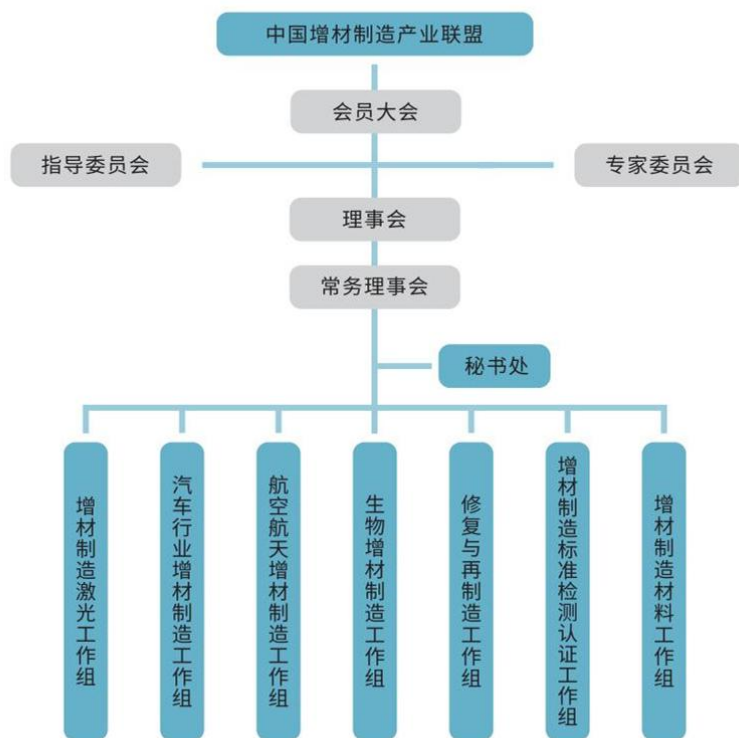 中国增材制造产业联盟
会员大会
指导委员会
专家委员会
理事会
常务理事会
秘书处
增材制造激光工作组
汽车行业增材制造工作组
航空航天增材制造工作组
生物增材制造工作组
修复与再制造工作组
增材制造标准检测认证工作组
增材制造材料工作组